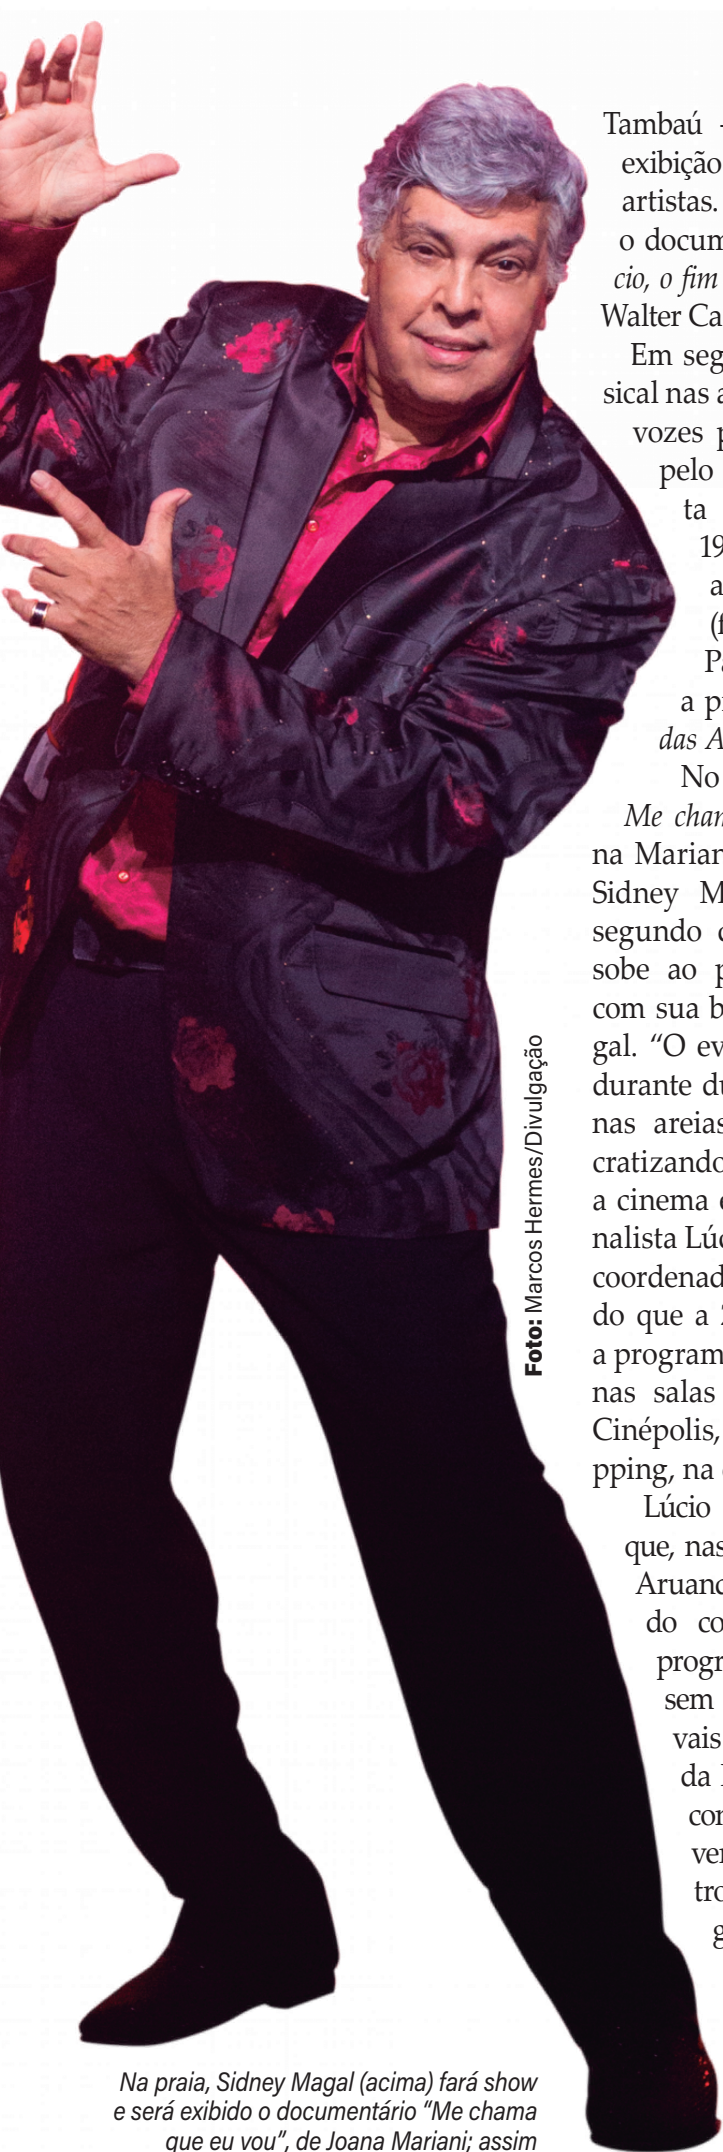 Tambaú
exibição
artistas.
o docum
cio, o fim
Walter Ca
Em seg
sical nas a
vozes p
pelo
ta
19
a
(f
Pa
a p
das A
No
Me cham
na Marian
Sidney M
segundo
sobe ao p
com sua b
gal. “O ev
durante du
nas areias
cratizando
a cinema e
nalista Lúc
coordenad
do que a
a program
nas salas
Cinépolis,
pping, na
Lúcio
que, nas
Aruand
do co
progr
sem
vais
da
con
ver
tro
g
Foto: Marcos Hermes/Divulgação
Na praia, Sidney Magal (acima) fará show
e será exibido o documentário “Me chama
que eu vou”, de Joana Mariani; assim